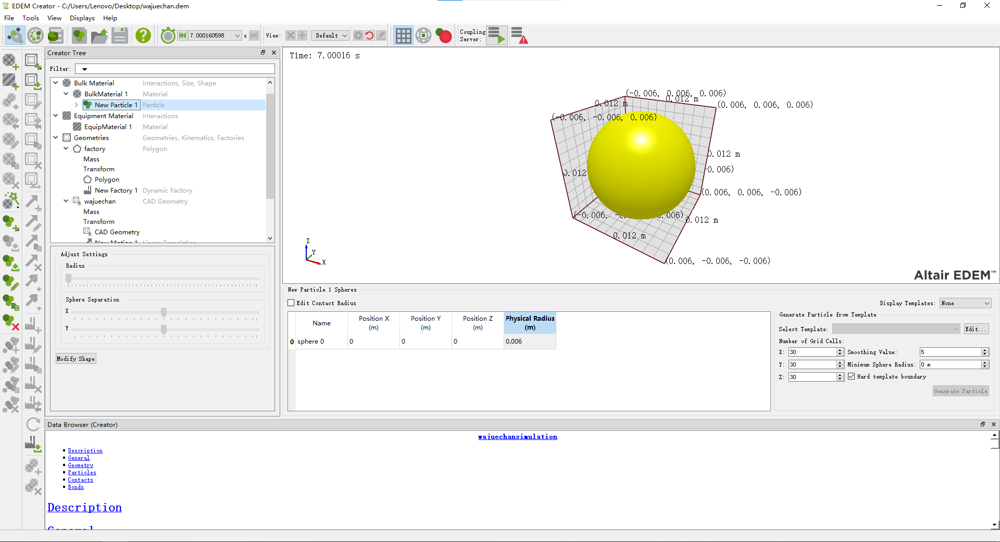 EDEM Creator - C:/Users/Lenovo/Desktop/wajuechan.dem
File Tools View Displays Help
7.000160598 s View: Default Coupling Server:
Creator Tree
Filter:
Bulk Material Interactions, Size, Shape
BulkMaterial 1 Material
New Particle 1 Particle
Equipment Material Interactions
EquipMaterial 1 Material
Geometries Geometries, Kinematics, Factories
factory Polygon
Mass
Transform
Polygon
New Factory 1 Dynamic Factory
wajuechan CAD Geometry
Mass
Transform
CAD Geometry
New Motion 1 Linear Translation
Adjust Settings
Radius
Sphere Separation
X
Y
Modify Shape
Time: 7.00016 s
(-0.006, 0.006, 0.006)
0.012 m
0.012 m
(0.006, 0.006, 0.006)
(-0.006, -0.006, 0.006)
0.012 m
-0.006)
0.012
(0.006, 0.006, -0.006)
(-0.006, -0.006)
0.012 m
0.012 m
(0.006, -0.006, -0.006)
Z
Y
X
Altair EDEM™
New Particle 1 Spheres
Edit Contact Radius
Display Templates: None
Name Position X (m) Position Y (m) Position Z (m) Physical Radius (m)
0 sphere 0 0 0 0 0.006
Generate Particle from Template
Select Template: Edit...
Number of Grid Cells:
X: 30 Smoothing Value: 5
Y: 30 Minimum Sphere Radius: 0 m
Z: 30 Hard template boundary
Generate Particle
Data Browser (Creator)
wajuechansimulation
Description
General
Geometry
Particles
Contacts
Bonds
Description
General